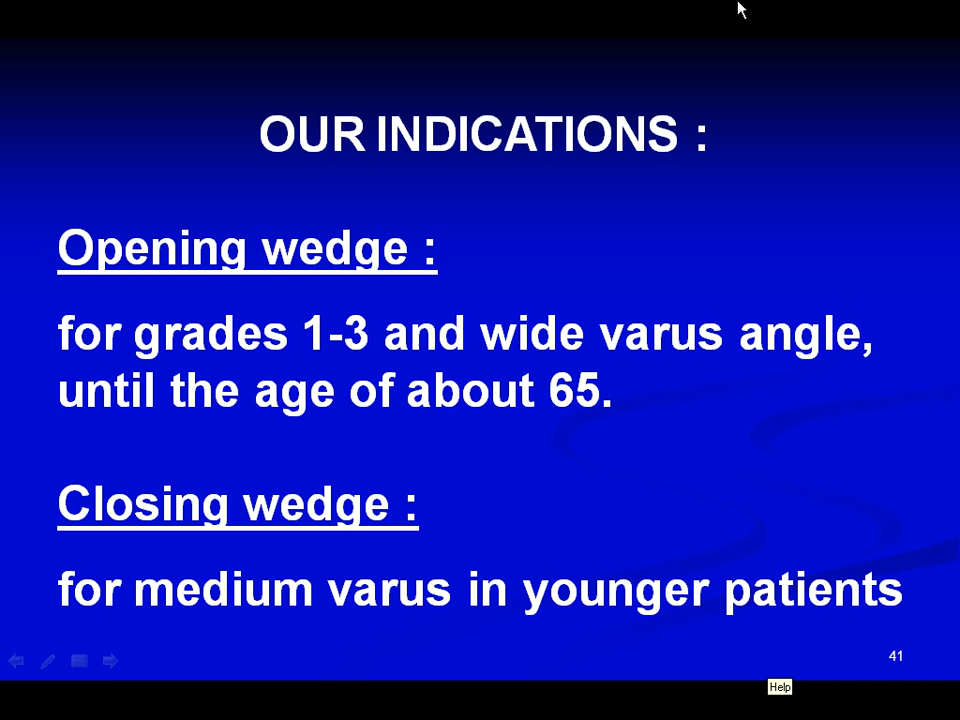 OUR INDICATIONS :
Opening wedge :
for grades 1-3 and wide varus angle,
until the age of about 65.
Closing wedge :
for medium varus in younger patients
41
Help